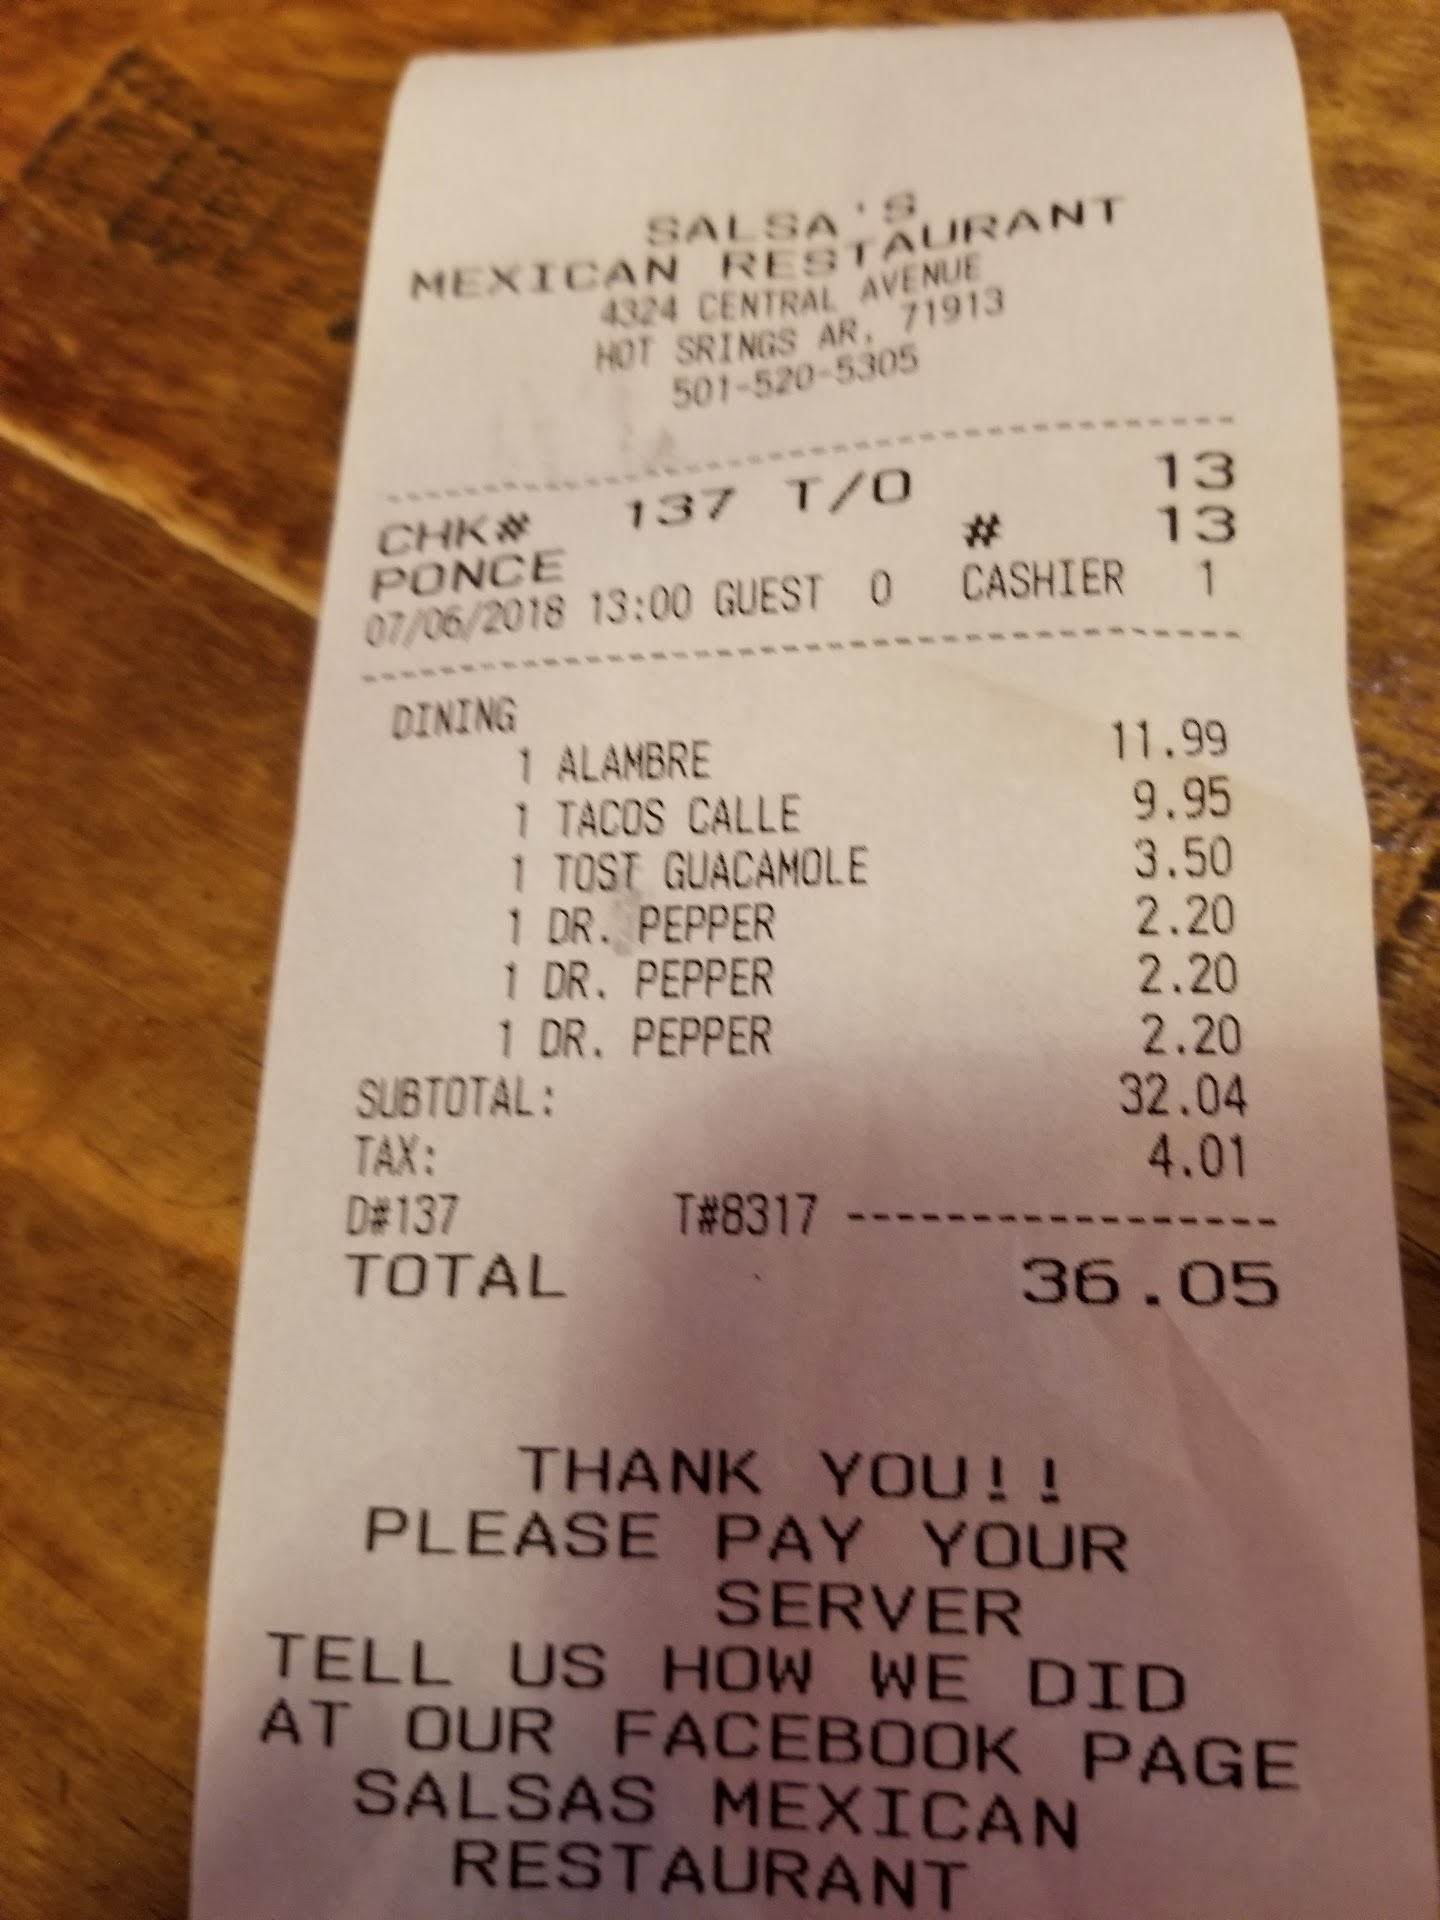 SALSA'S
MEXICAN RESTAURANT
4324 CENTRAL AVENUE
HOT SRINGS AR, 71913
501-520-5305
CHK# 137 T/O 13
PONCE # 13
07/06/2018 13:00 GUEST 0 CASHIER 1
DINING
1 ALAMBRE 11.99
1 TACOS CALLE 9.95
1 TOST GUACAMOLE 3.50
1 DR. PEPPER 2.20
1 DR. PEPPER 2.20
1 DR. PEPPER 2.20
SUBTOTAL: 32.04
TAX: 4.01
D#137 T#8317 -----------------
TOTAL 36.05
THANK YOU!!
PLEASE PAY YOUR
SERVER
TELL US HOW WE DID
AT OUR FACEBOOK PAGE
SALSAS MEXICAN
RESTAURANT